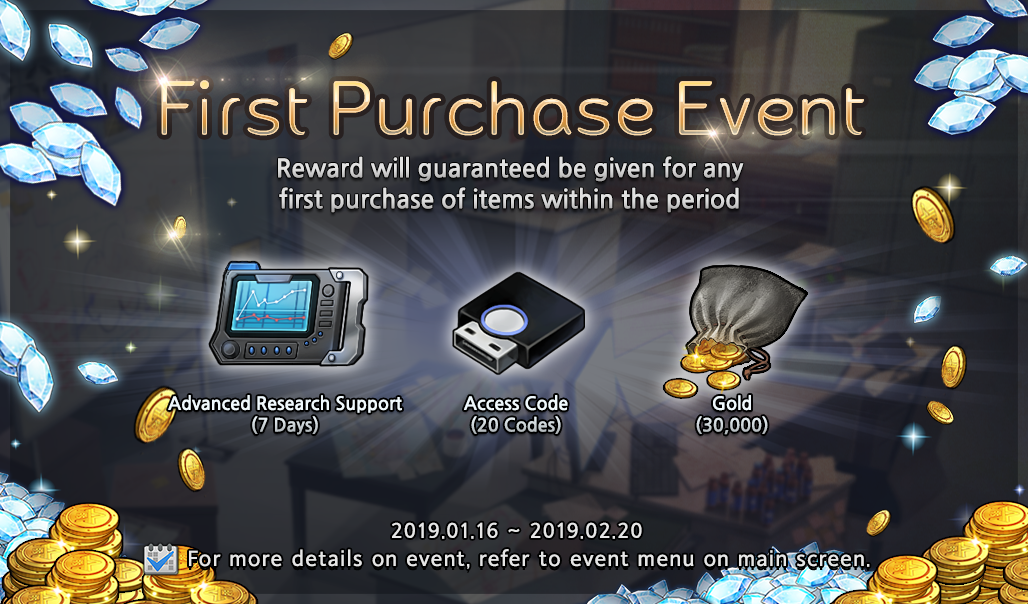 First Purchase Event
Reward will guaranteed be given for any
first purchase of items within the period
Advanced Research Support
(7 Days)
Access Code
(20 Codes)
Gold
(30,000)
2019.01.16 ~ 2019.02.20
For more details on event, refer to event menu on main screen.